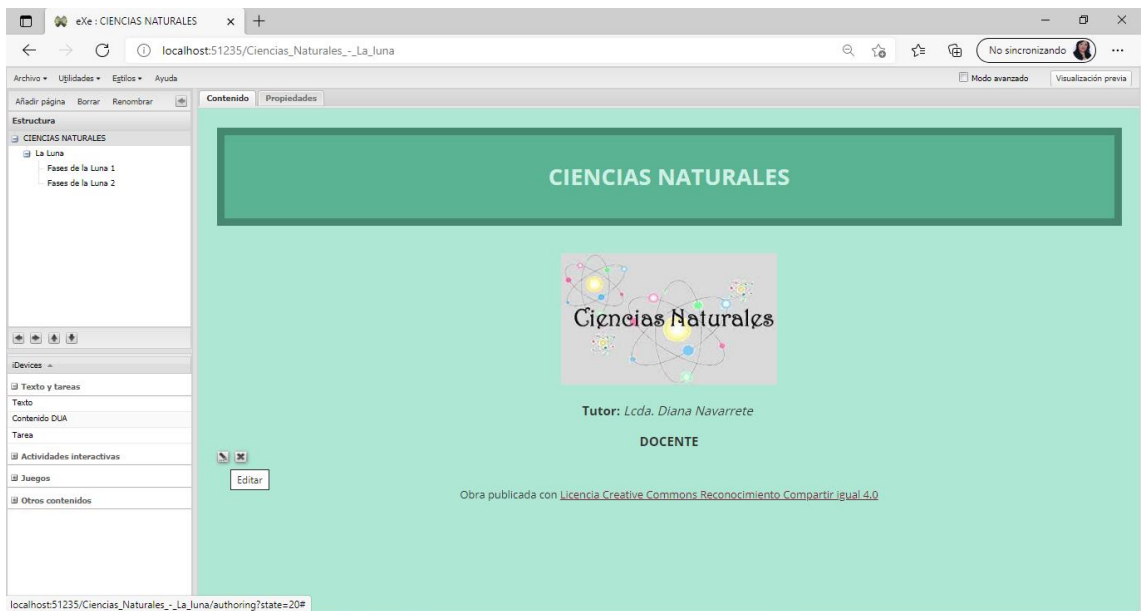 eXe : CIENCIAS NATURALES
localhost:51235/Ciencias_Naturales_-_La_luna
No sincronizando
Archivo Utilidades Estilos Ayuda
Modo avanzado Visualización previa
Añadir página Borrar Renombrar
Contenido Propiedades
Estructura
CIENCIAS NATURALES
La Luna
Fases de la Luna 1
Fases de la Luna 2
iDevices
Texto y tareas
Texto
Contenido DUA
Tarea
Actividades interactivas
Juegos
Otros contenidos
CIENCIAS NATURALES
Ciencias Naturales
Tutor: Lcda. Diana Navarrete
DOCENTE
Editar
Obra publicada con Licencia Creative Commons Reconocimiento Compartir igual 4.0
localhost:51235/Ciencias_Naturales_-_La_luna/authoring?state=20#